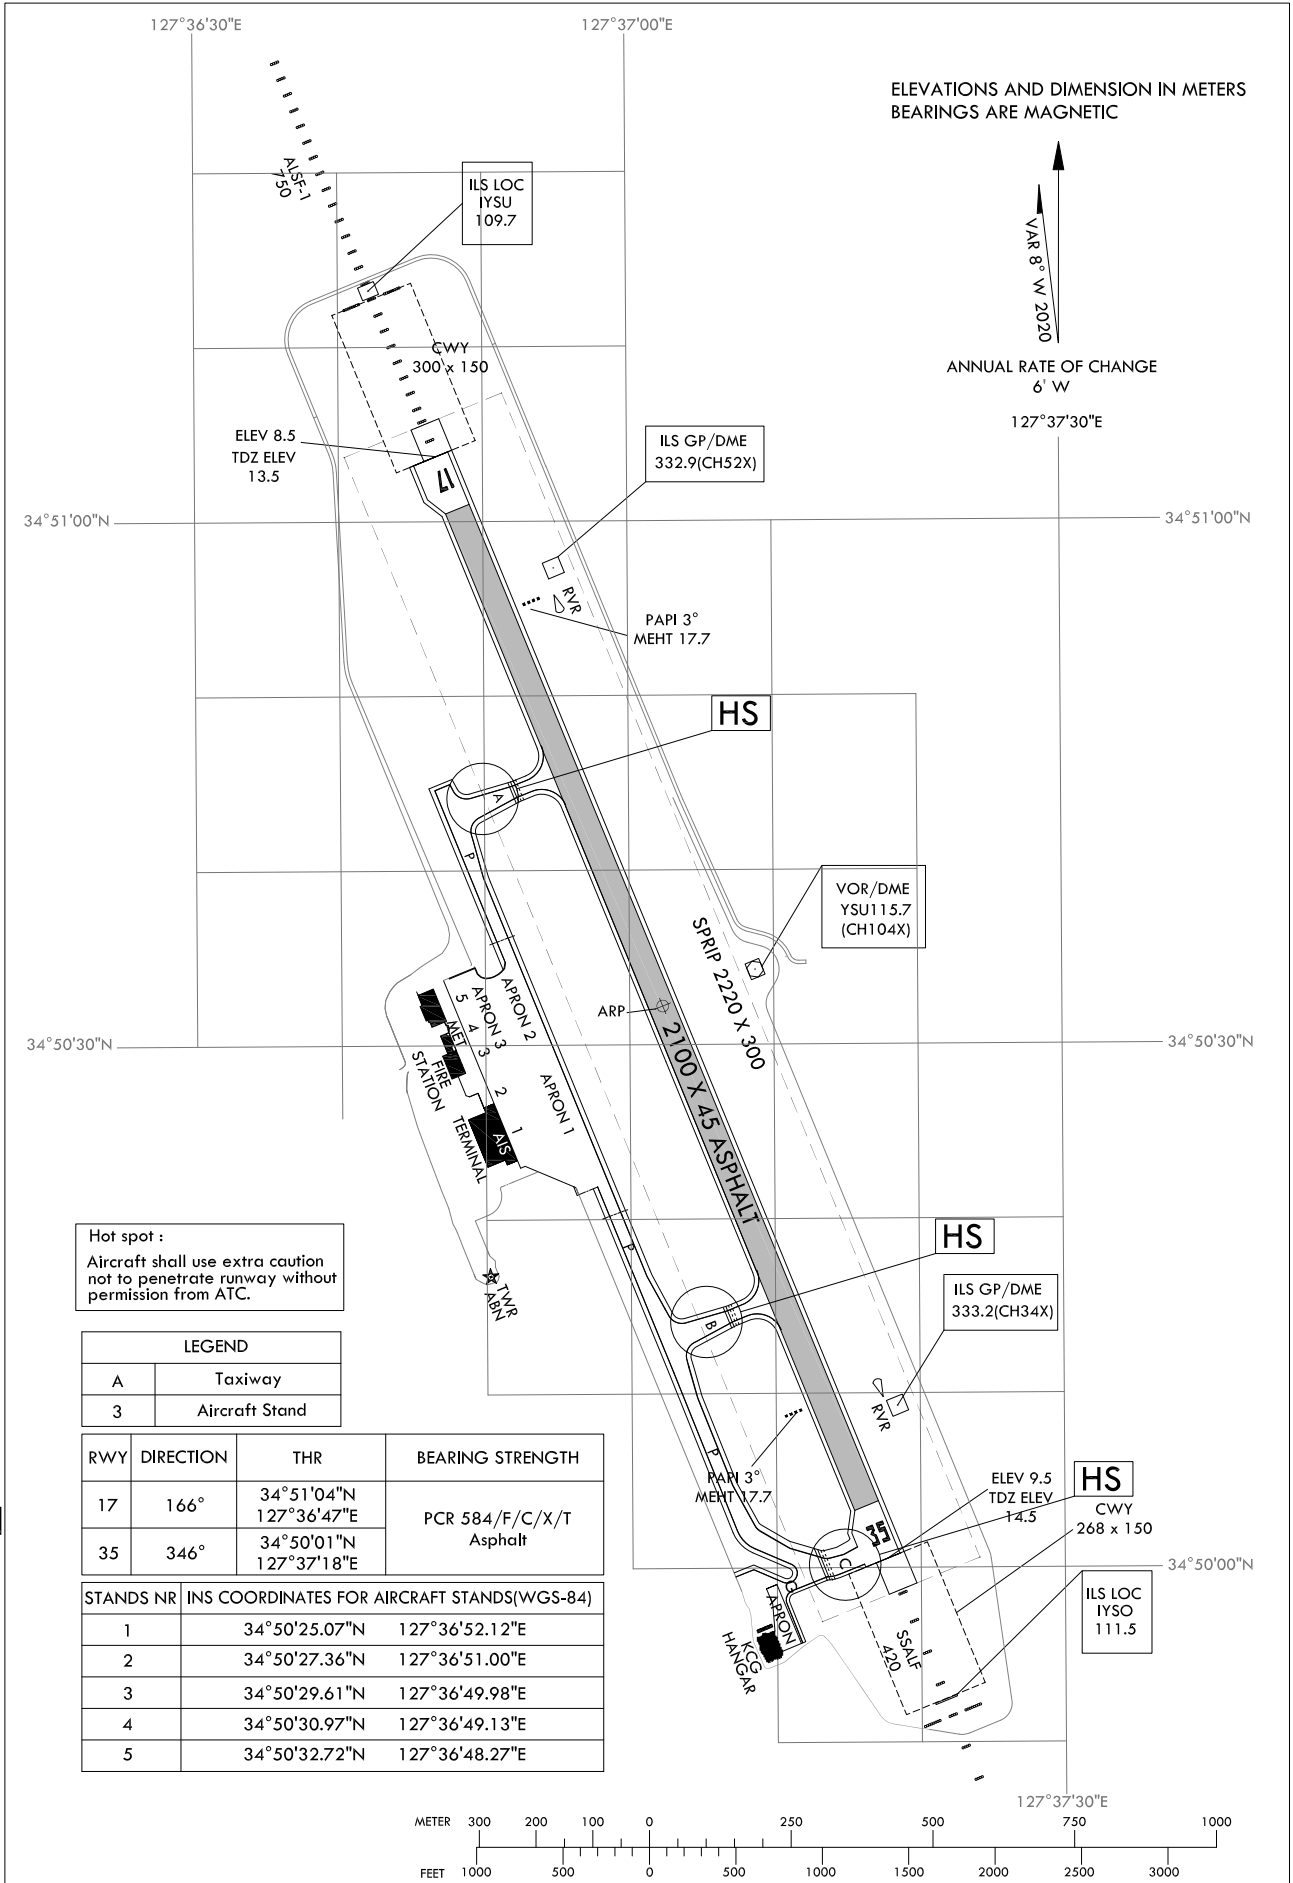 127°36'30"E
127°37'00"E
ELEVATIONS AND DIMENSION IN METERS
BEARINGS ARE MAGNETIC
ALSF-1
750
ILS LOC
IYSU
109.7
VAR 8° W 2020
ANNUAL RATE OF CHANGE
6' W
127°37'30"E
CWY
300 x 150
ELEV 8.5
TDZ ELEV
13.5
ILS GP/DME
332.9(CH52X)
17
34°51'00"N
34°51'00"N
RVR
PAPI 3°
MEHT 17.7
HS
A
P
VOR/DME
YSU115.7
(CH104X)
SPRIP 2220 X 300
ARP
2100 X 45 ASPHALT
APRON 2
APRON 3
5
4
3
2
1
MET
FIRE
STATION
34°50'30"N
34°50'30"N
APRON 1
TERMINAL
AIS
Hot spot :
Aircraft shall use extra caution
not to penetrate runway without
permission from ATC.
P
HS
TWR
ABN
B
ILS GP/DME
333.2(CH34X)
LEGEND
A Taxiway
3 Aircraft Stand
RVR
P
PAPI 3°
MEHT 17.7
RWY DIRECTION THR BEARING STRENGTH
17 166° 34°51'04"N
127°36'47"E
35 346° 34°50'01"N
127°37'18"E
PCR 584/F/C/X/T
Asphalt
ELEV 9.5
TDZ ELEV
14.5
HS
CWY
268 x 150
35
C
34°50'00"N
G
APRON
KCG
HANGAR
SSALF
420
ILS LOC
IYSO
111.5
STANDS NR INS COORDINATES FOR AIRCRAFT STANDS(WGS-84)
1 34°50'25.07"N 127°36'52.12"E
2 34°50'27.36"N 127°36'51.00"E
3 34°50'29.61"N 127°36'49.98"E
4 34°50'30.97"N 127°36'49.13"E
5 34°50'32.72"N 127°36'48.27"E
127°37'30"E
METER 300 200 100 0 250 500 750 1000
FEET 1000 500 0 500 1000 1500 2000 2500 3000